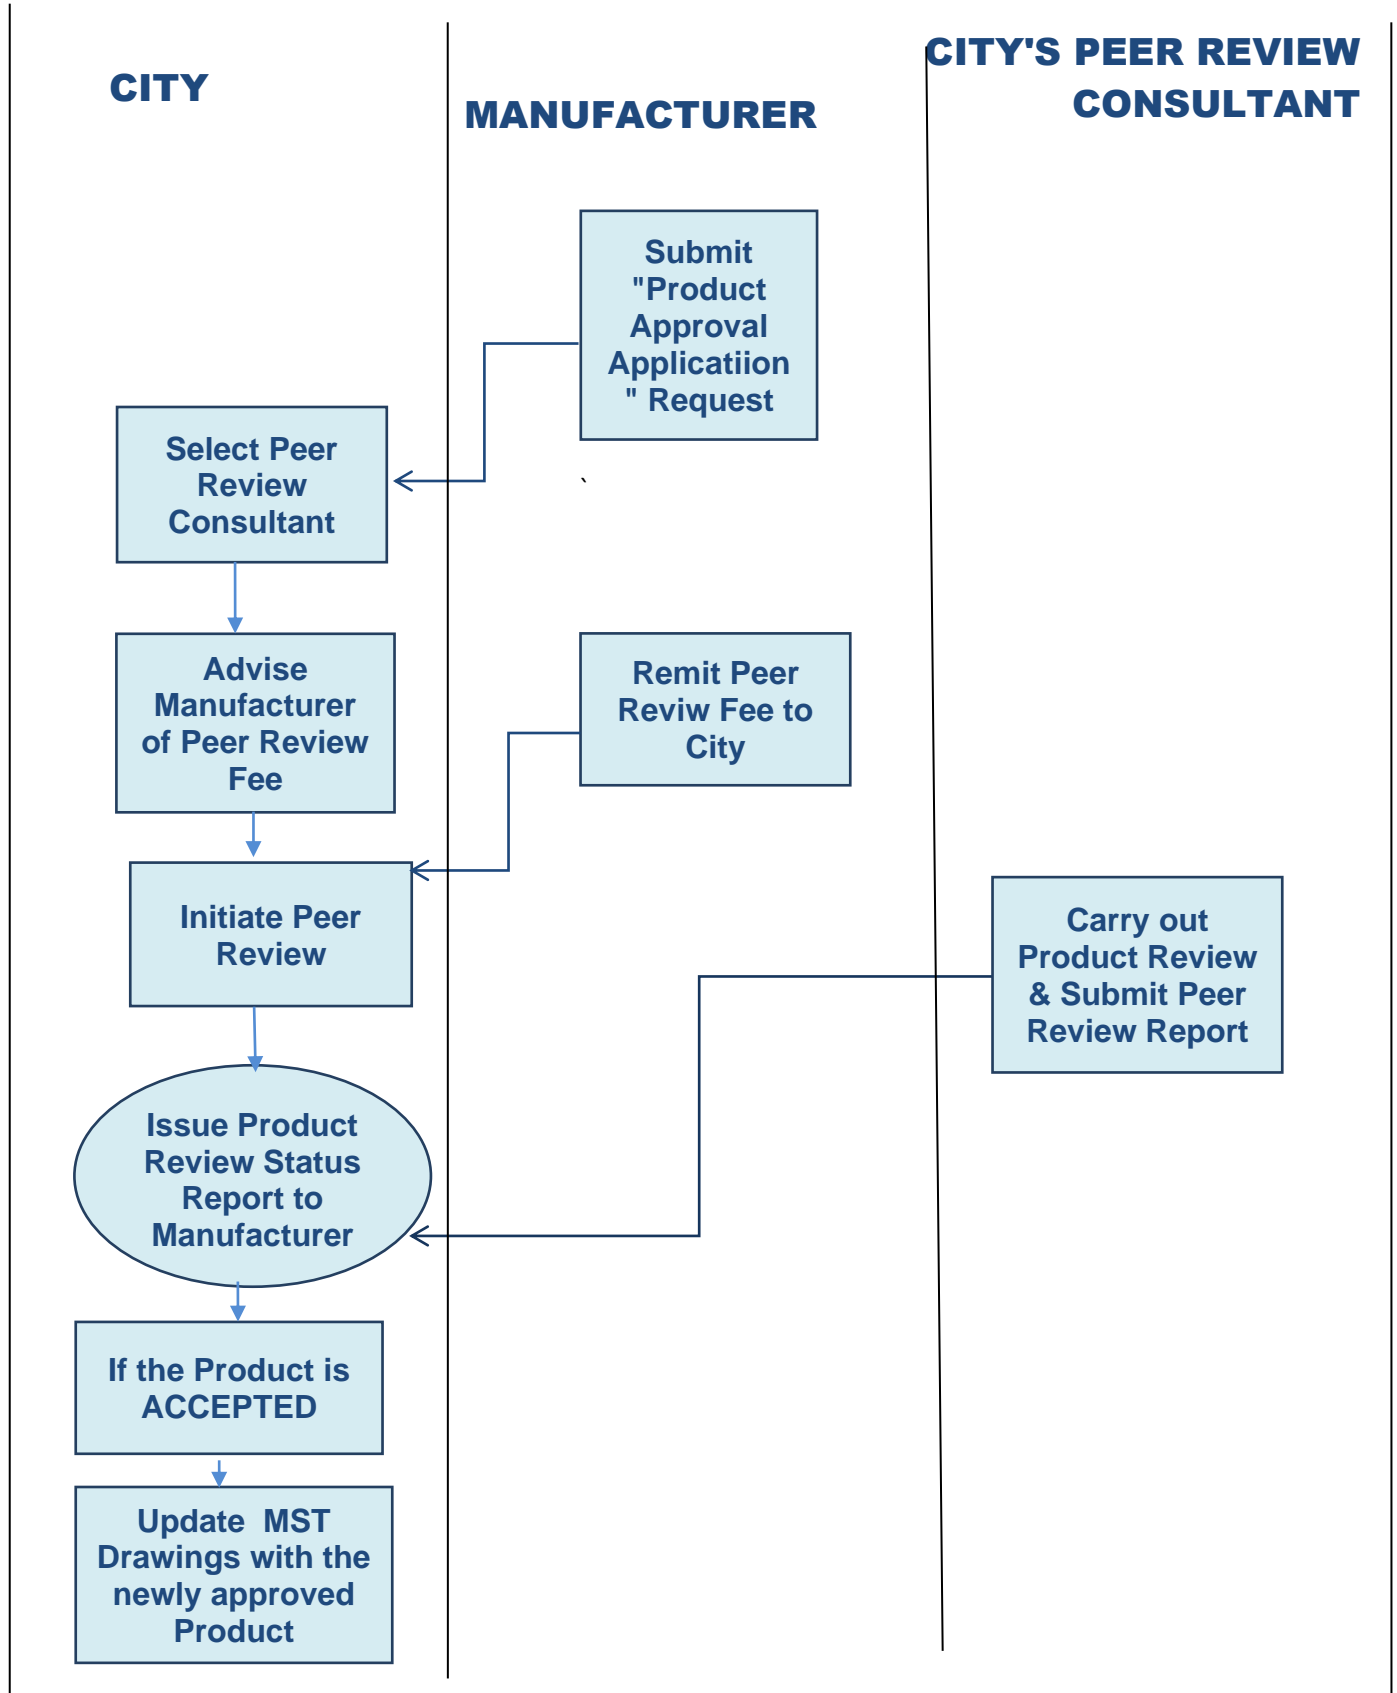 CITY
MANUFACTURER
CITY'S PEER REVIEW
CONSULTANT
Submit
"Product
Approval
Applicatiion
" Request
Select Peer
Review
Consultant
`
Advise
Manufacturer
of Peer Review
Fee
Remit Peer
Reviw Fee to
City
Initiate Peer
Review
Carry out
Product Review
& Submit Peer
Review Report
Issue Product
Review Status
Report to
Manufacturer
If the Product is
ACCEPTED
Update  MST
Drawings with the
newly approved
Product